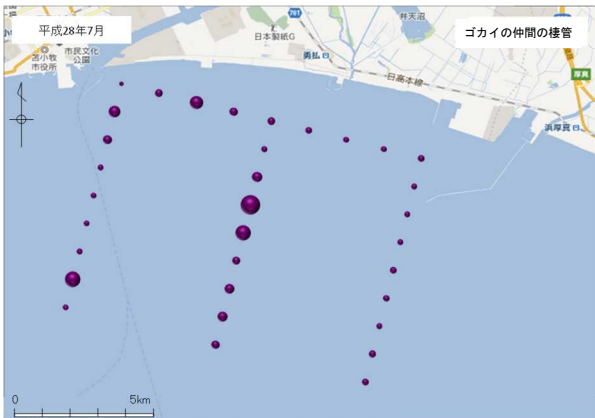 平成28年7月
ゴカイの仲間の棲管
781
弁天沼
日本製紙G
苫小牧
市役所
市民文化
公園
勇払
日高本線
厚真
浜厚真
0
5km